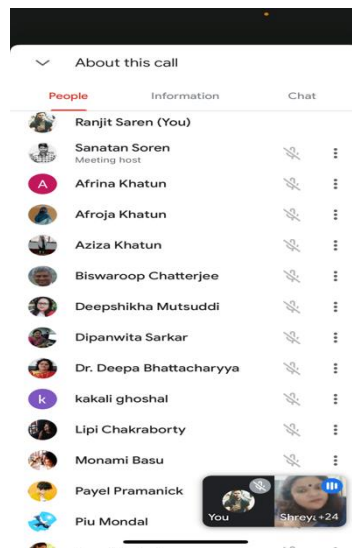 About this call
People Information Chat
Ranjit Saren (You)
Sanatan Soren
Meeting host
A Afrina Khatun
Afroja Khatun
Aziza Khatun
Biswaroop Chatterjee
Deepshikha Mutsuddi
Dipanwita Sarkar
Dr. Deepa Bhattacharyya
k kakali ghoshal
Lipi Chakraborty
Monami Basu
Payel Pramanick
Piu Mondal
You Shreya +24